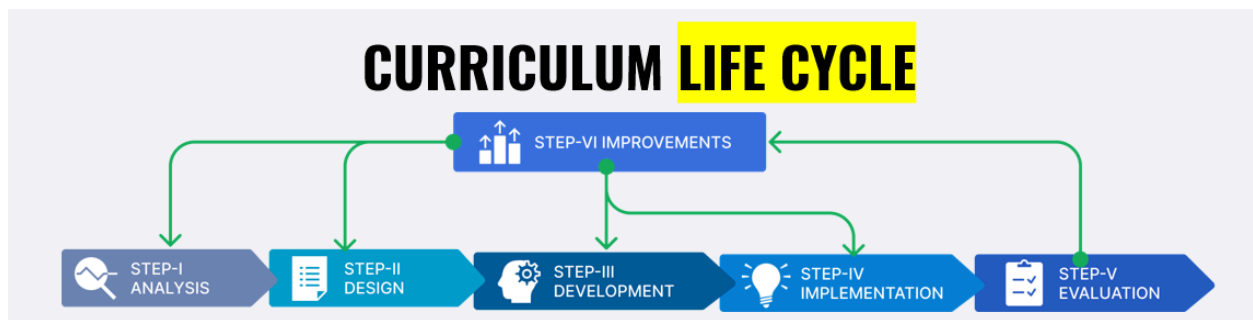 CURRICULUM LIFE CYCLE
STEP-VI IMPROVEMENTS
STEP-I
ANALYSIS
STEP-II
DESIGN
STEP-III
DEVELOPMENT
STEP-IV
IMPLEMENTATION
STEP-V
EVALUATION